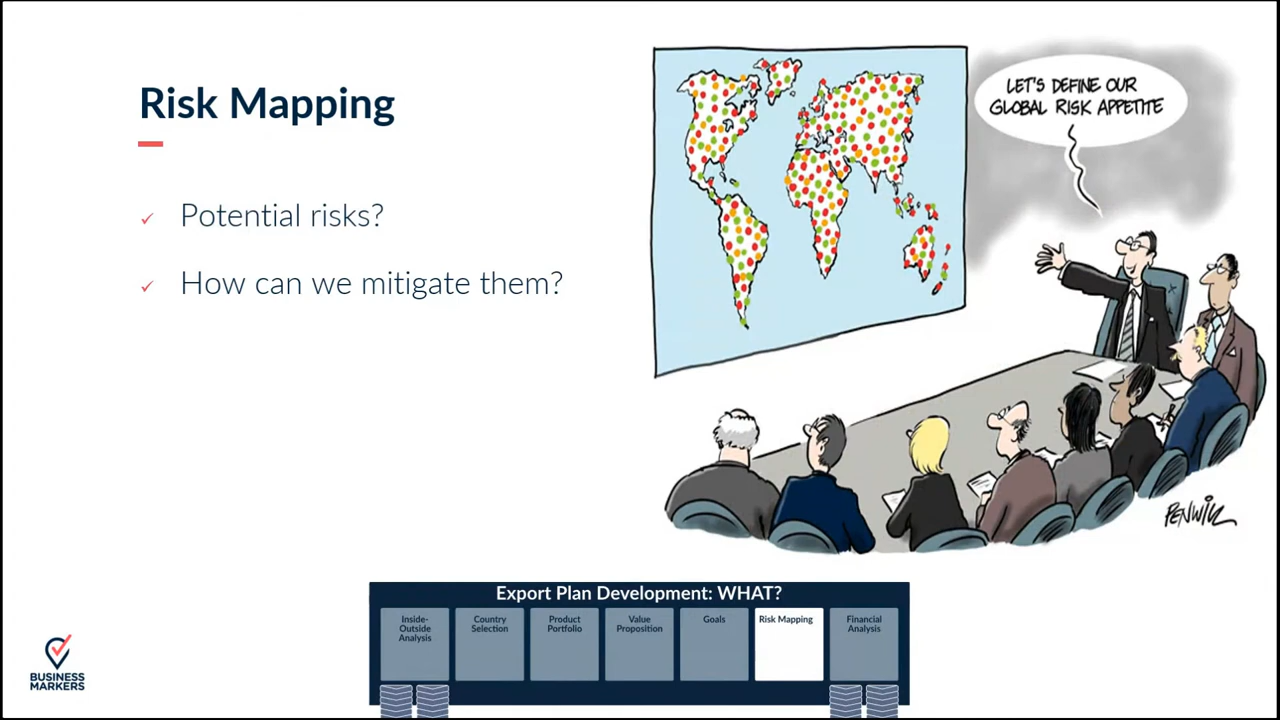 Risk Mapping
Potential risks?
How can we mitigate them?
LET'S DEFINE OUR
GLOBAL RISK APPETITE
PENWILL
Export Plan Development: WHAT?
Inside-
Outside
Analysis
Country
Selection
Product
Portfolio
Value
Proposition
Goals
Risk Mapping
Financial
Analysis
BUSINESS
MARKERS